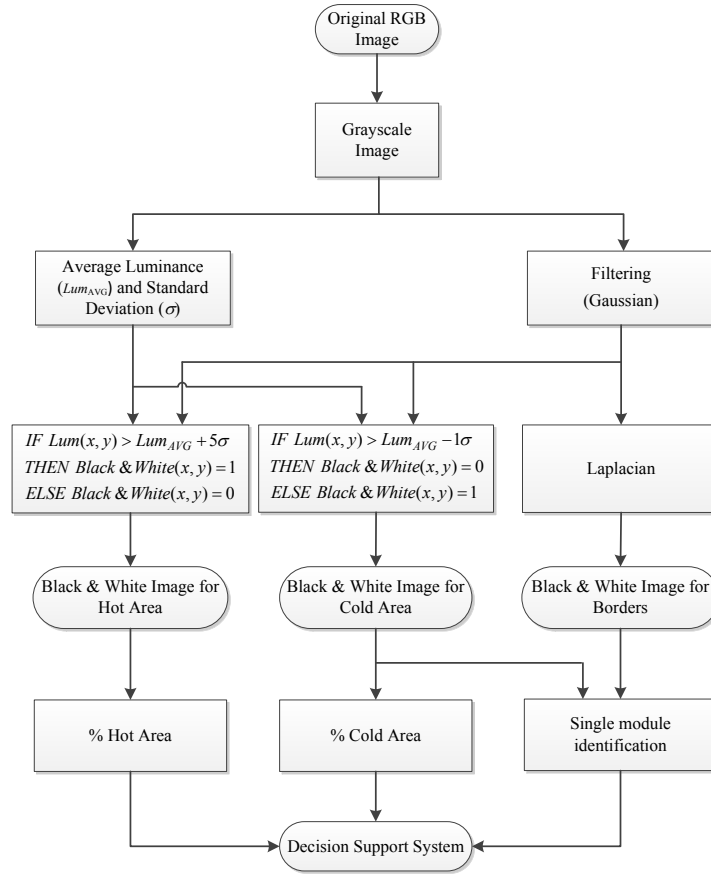 Original RGB
Image
Grayscale
Image
Average Luminance
(Lum_AVG) and Standard
Deviation (σ)
Filtering
(Gaussian)
IF Lum(x, y) > Lum_AVG + 5σ
THEN Black & White(x, y) = 1
ELSE Black & White(x, y) = 0
IF Lum(x, y) > Lum_AVG − 1σ
THEN Black & White(x, y) = 0
ELSE Black & White(x, y) = 1
Laplacian
Black & White Image for
Hot Area
Black & White Image for
Cold Area
Black & White Image for
Borders
% Hot Area
% Cold Area
Single module
identification
Decision Support System